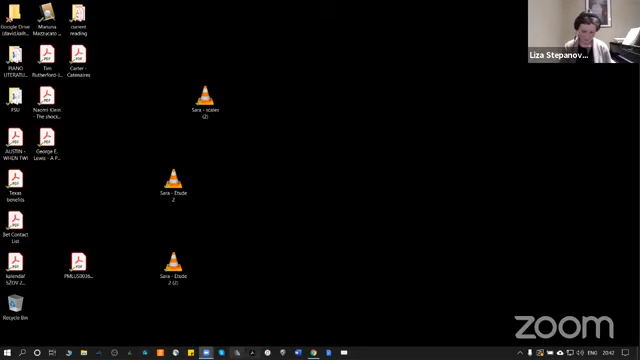 Google Drive
(david.kalh...
Mariana
Mazzucato ...
current
reading
PIANO
LITERATU...
Tim
Rutherford-J...
Carter -
Catenaires
FSU
Naomi Klein
- The shock...
Sara - scales
(2)
AUSTIN -
WHEN TWI
George E.
Lewis - A P...
Texas
benefits
Sara - Etude
2
Bet Contact
List
kalendář
SŽOV 2...
PMLUS0036...
Sara - Etude
2 (2)
Recycle Bin
Liza Stepanov...
zoom
ENG
20:42